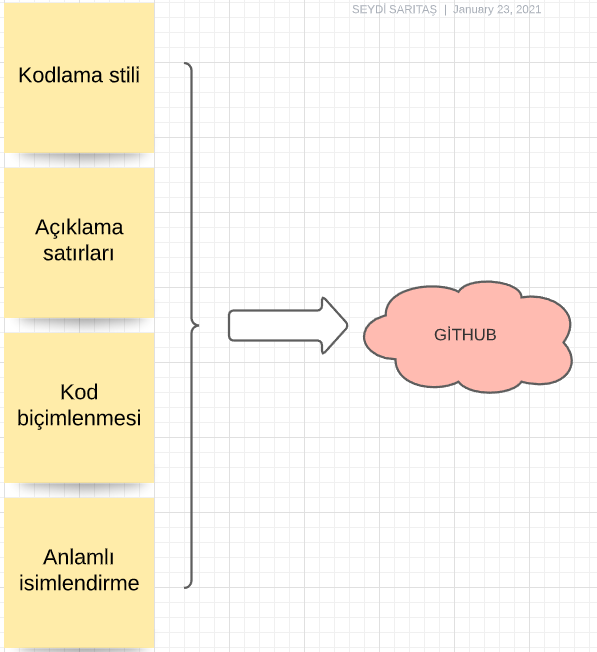 SEYDİ SARITAŞ | January 23, 2021
Kodlama stili
Açıklama
satırları
Kod
biçimlenmesi
Anlamlı
isimlendirme
GİTHUB